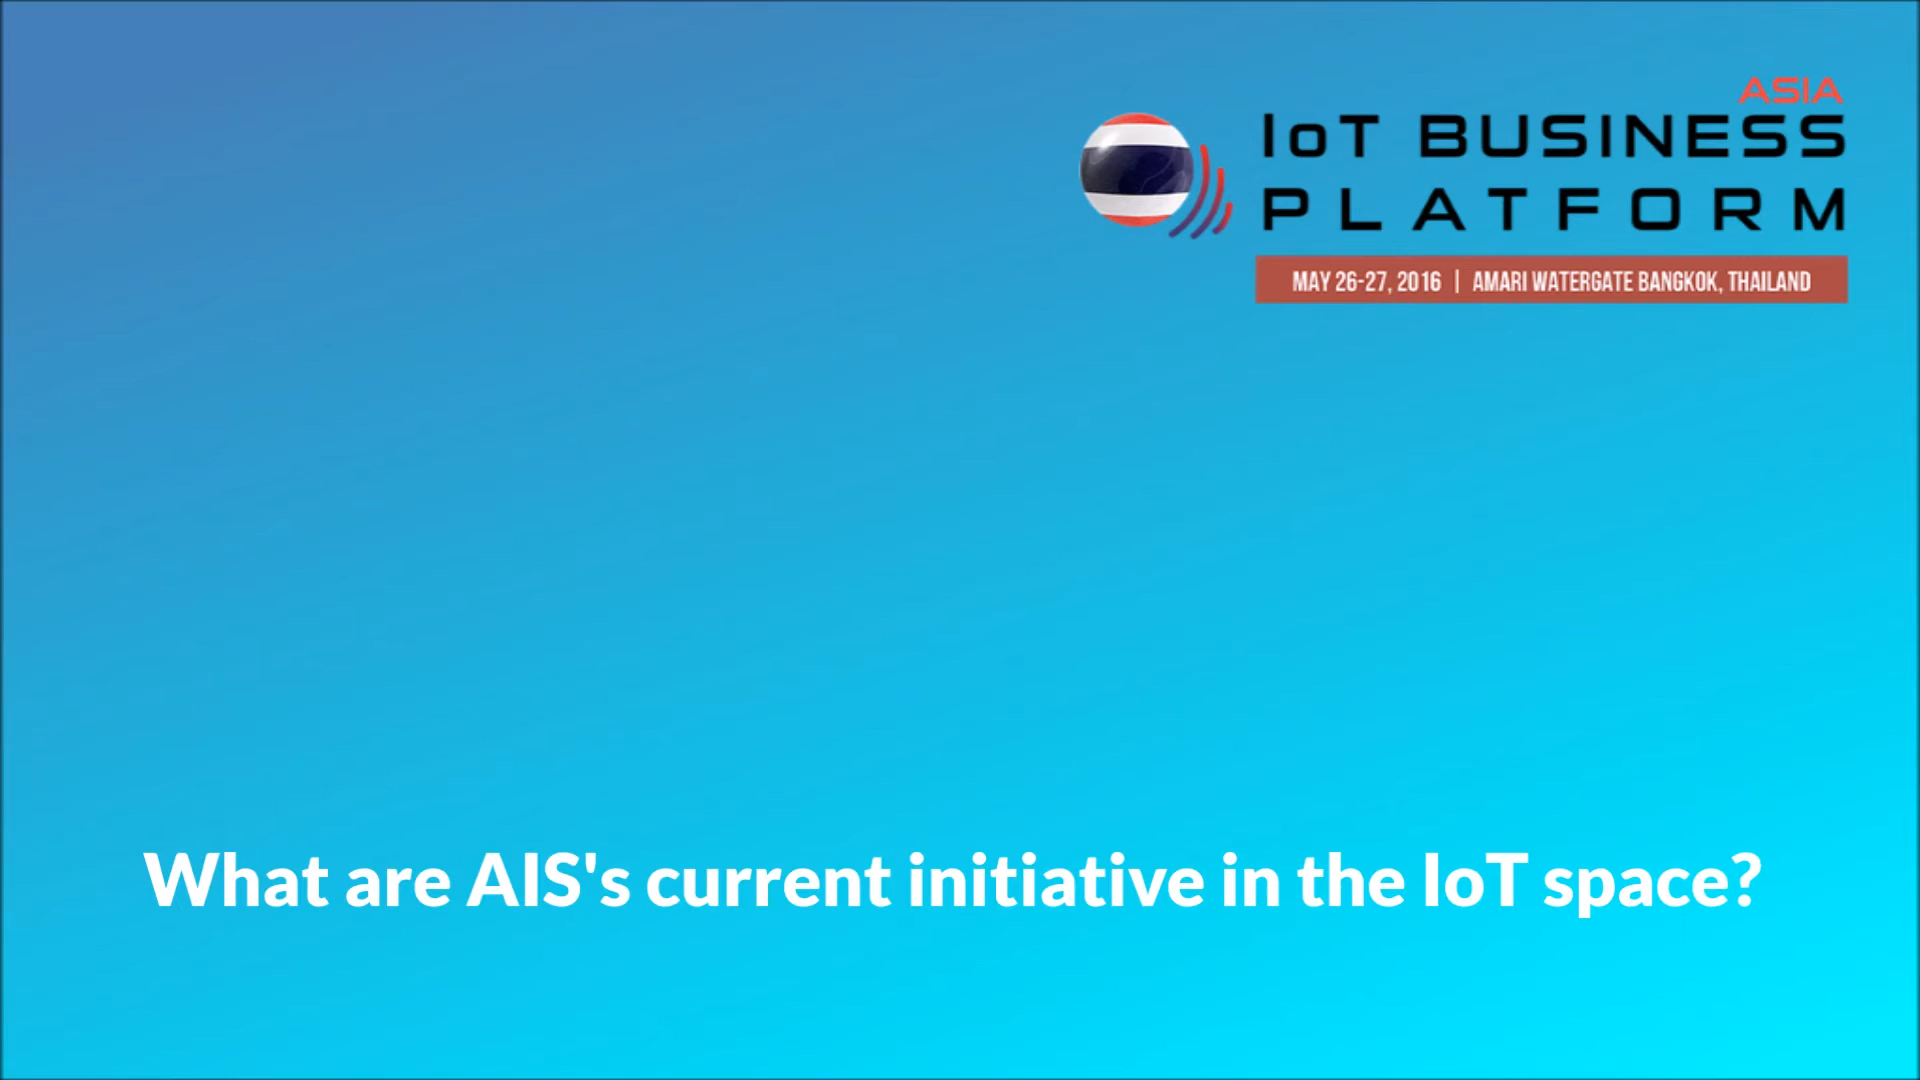 ASIA
IoT BUSINESS
PLATFORM
MAY 26-27, 2016 | AMARI WATERGATE BANGKOK, THAILAND
What are AIS's current initiative in the IoT space?